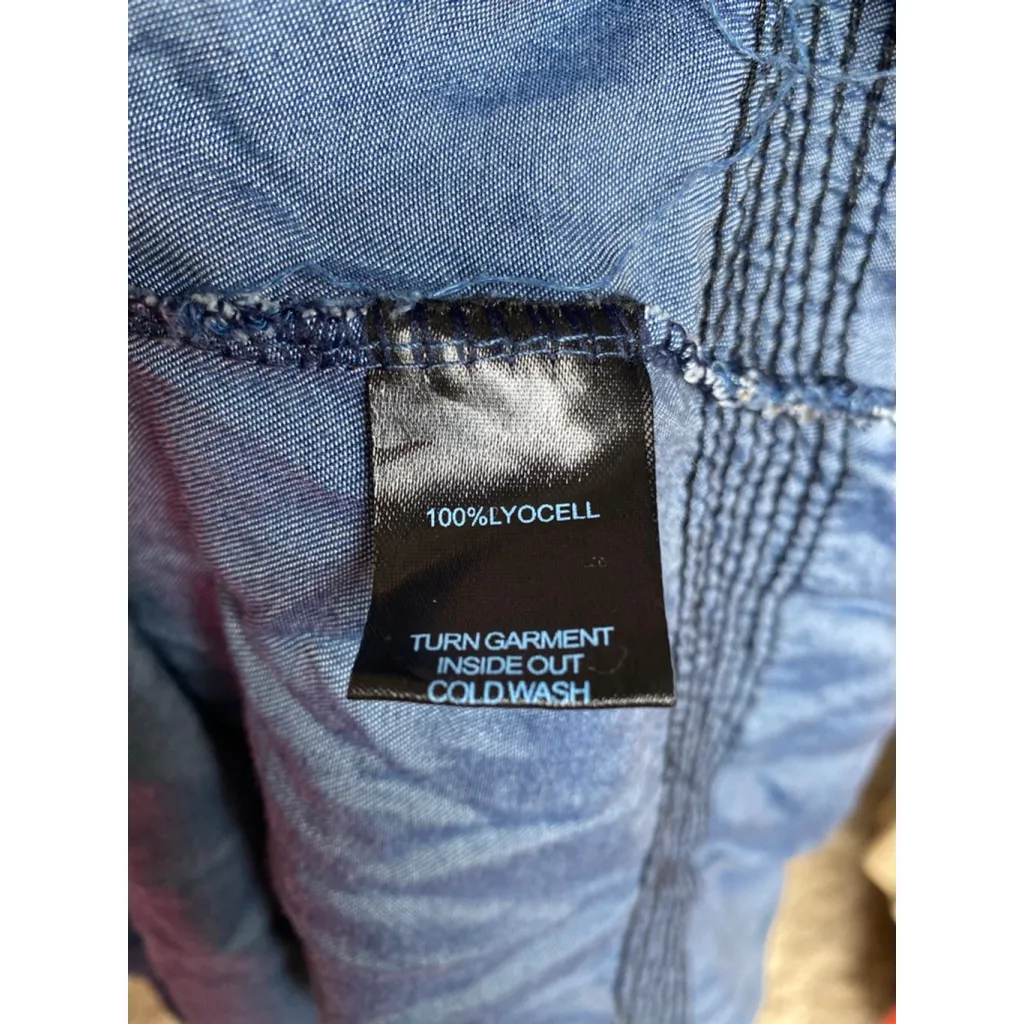 100%LYOCELL
TURN GARMENT
INSIDE OUT
COLD WASH